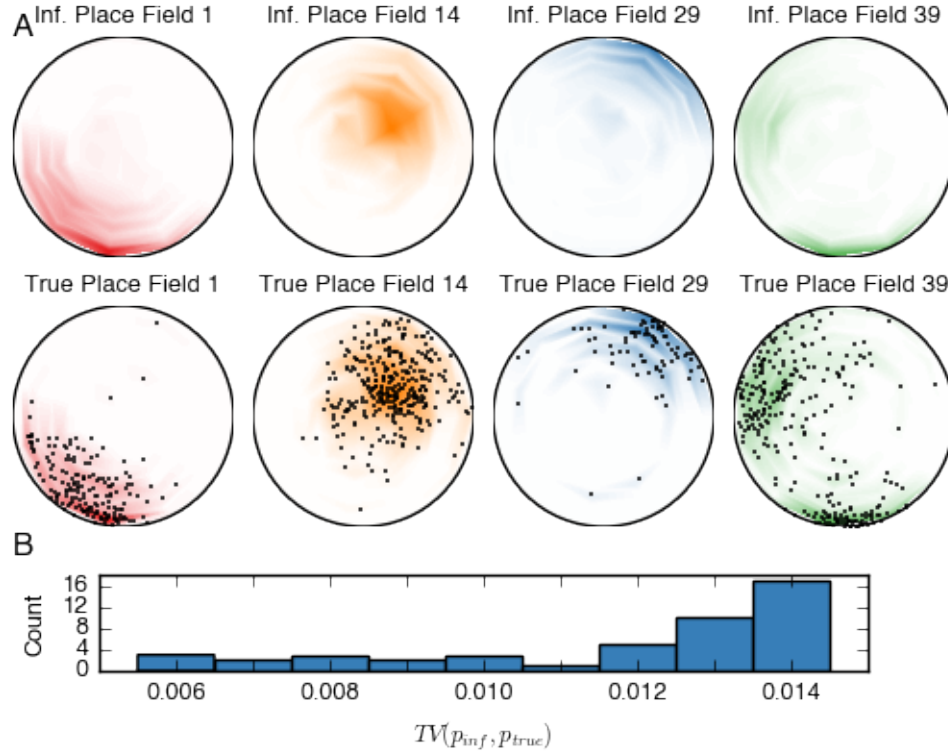 A
Inf. Place Field 1 Inf. Place Field 14 Inf. Place Field 29 Inf. Place Field 39
True Place Field 1 True Place Field 14 True Place Field 29 True Place Field 39
B
16
12
8
4
0
Count
0.006 0.008 0.010 0.012 0.014
TV(p_inf, p_true)